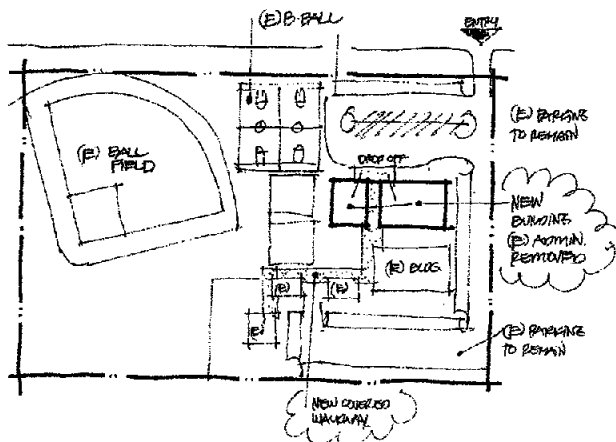 (E) B-BALL
ENTRY
(E) PARKING
TO REMAIN
(E) BALL
FIELD
DROP OFF
NEW
BUILDING
(E) ADMIN.
REMOVED
(E) BLDG
(E)
(E)
(E)
(E) PARKING
TO REMAIN
NEW COVERED
WALKWAY